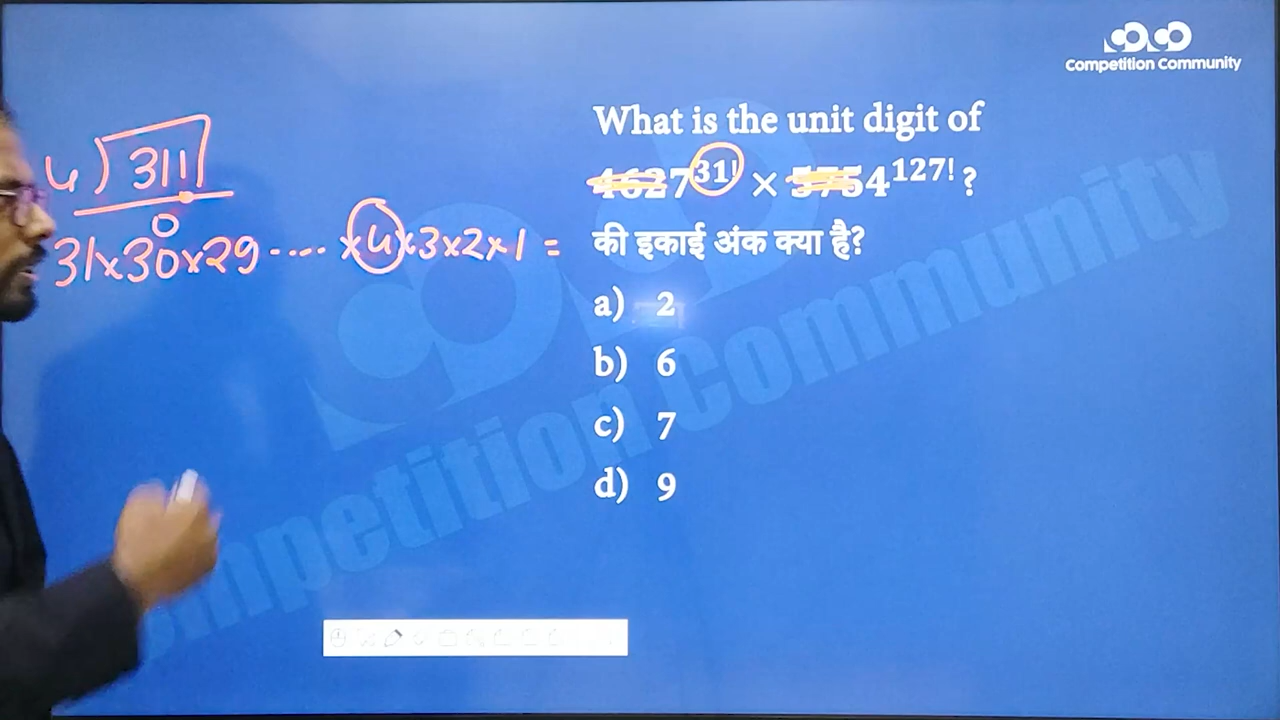 Competition Community
What is the unit digit of
4627^31! × 5754^127! ?
की इकाई अंक क्या है?
a) 2
b) 6
c) 7
d) 9
4) 31!
0
31×30×29 .... ×4×3×2×1 =
Competition Community